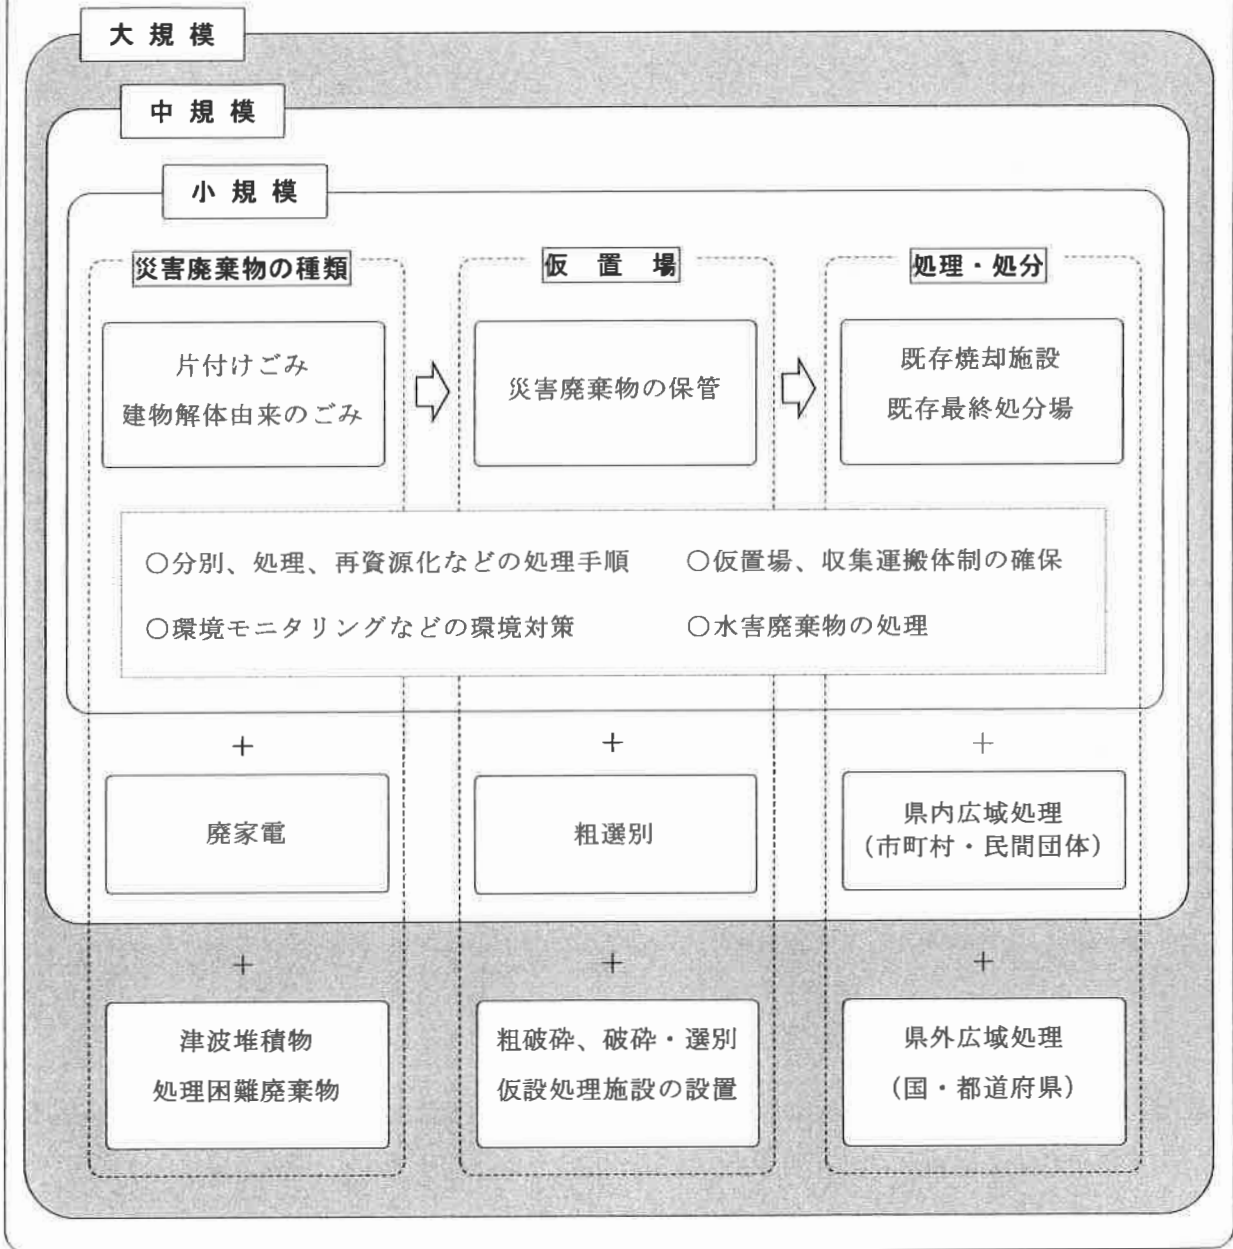 大規模
中規模
小規模
災害廃棄物の種類
仮置場
処理・処分
片付けごみ
建物解体由来のごみ
災害廃棄物の保管
既存焼却施設
既存最終処分場
○分別、処理、再資源化などの処理手順
○仮置場、収集運搬体制の確保
○環境モニタリングなどの環境対策
○水害廃棄物の処理
+
+
+
廃家電
粗選別
県内広域処理
(市町村・民間団体)
+
+
+
津波堆積物
処理困難廃棄物
粗破砕、破砕・選別
仮設処理施設の設置
県外広域処理
(国・都道府県)